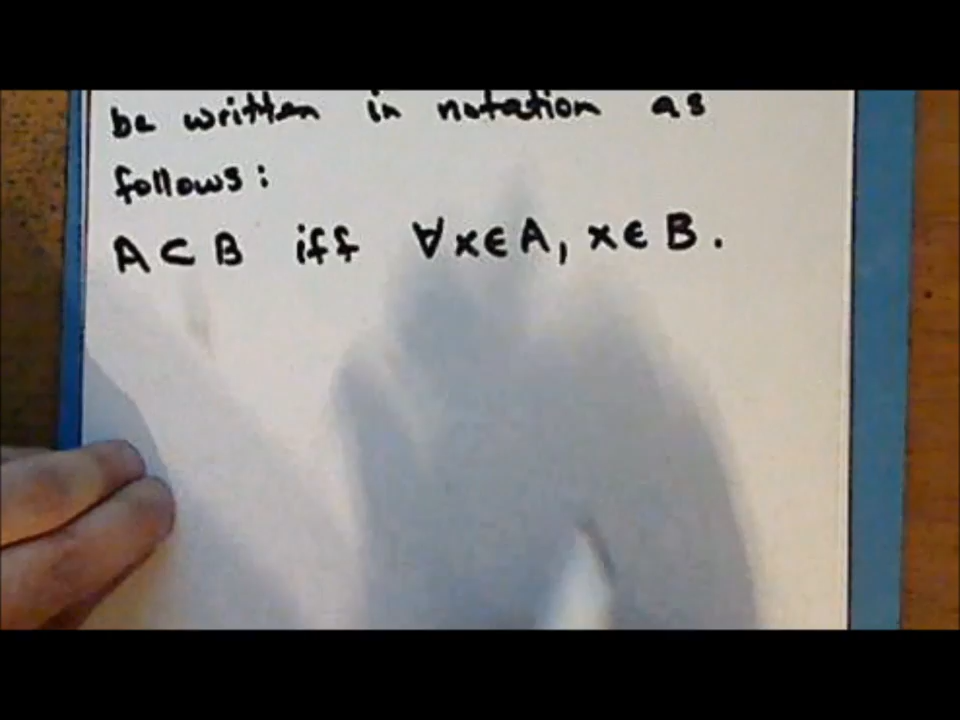 be written in notation as
follows:
A ⊂ B iff ∀x∈A, x∈B.